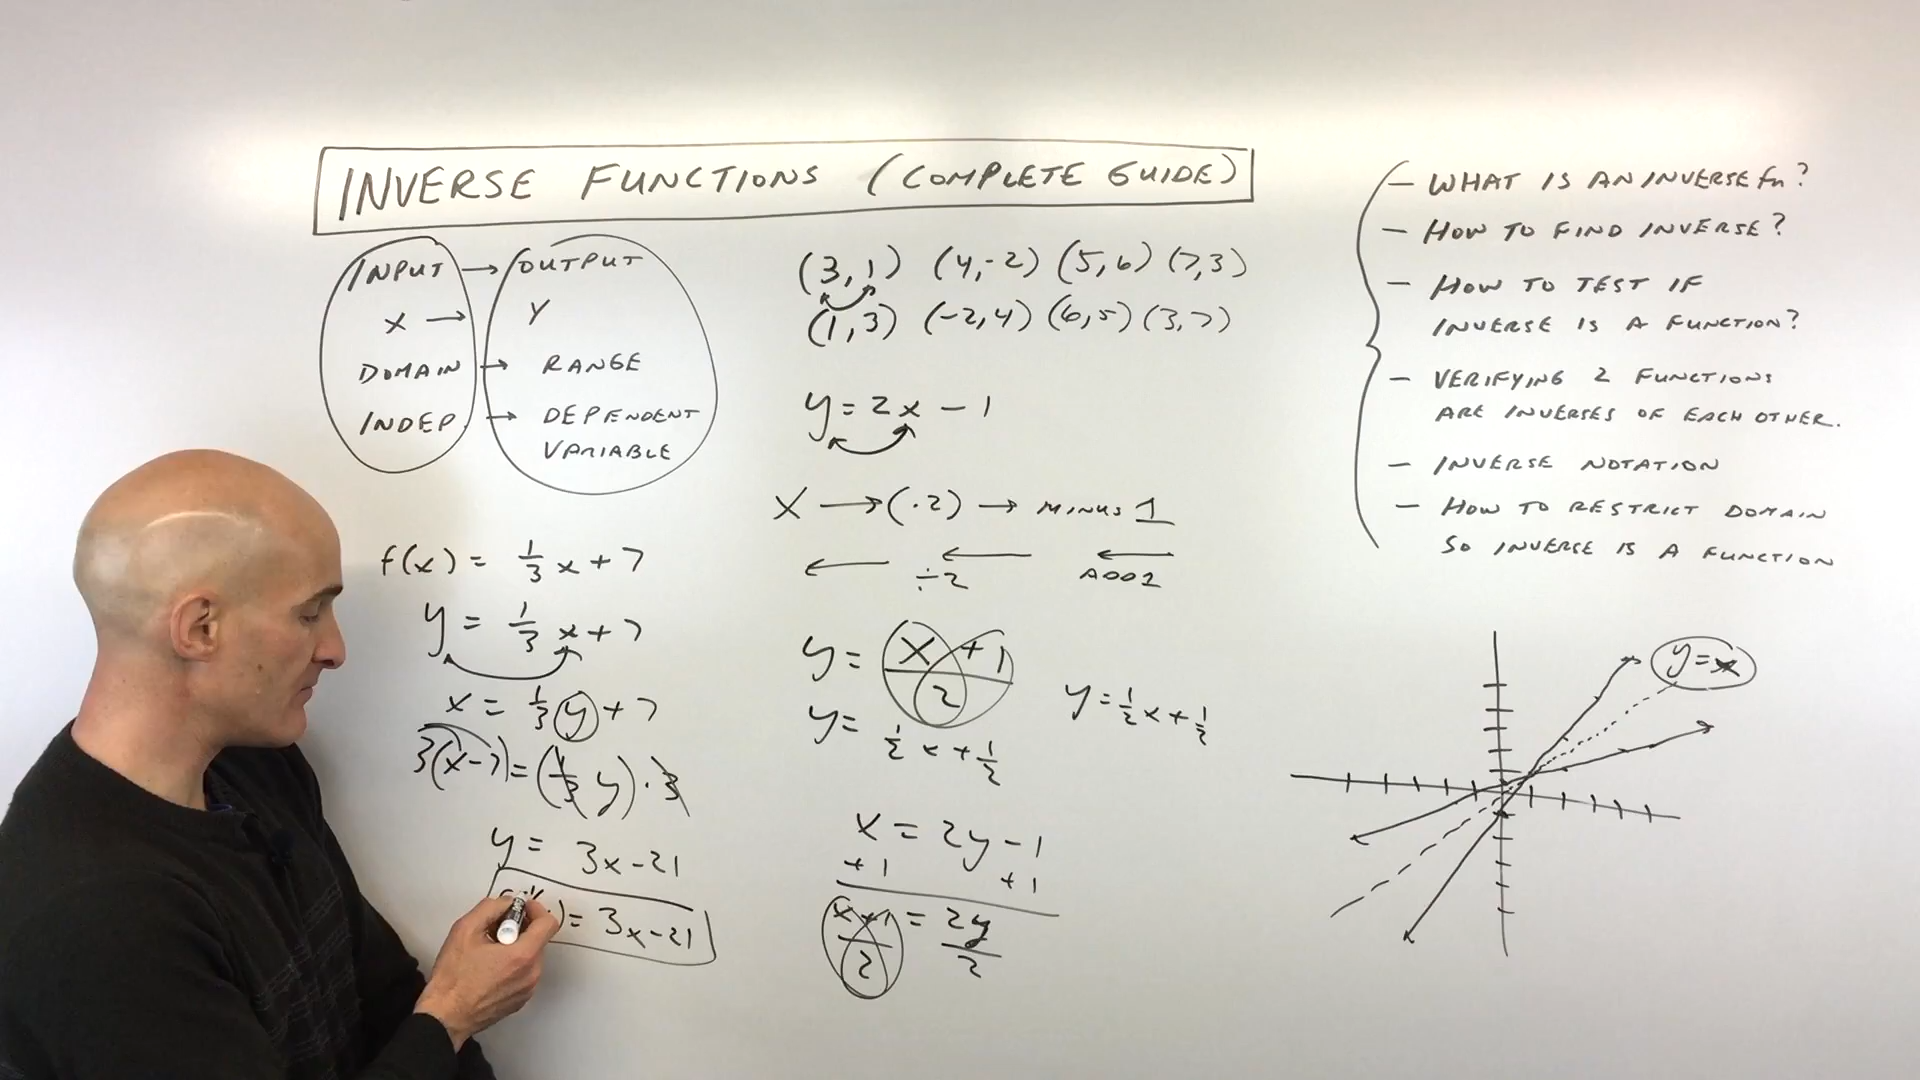 INVERSE FUNCTIONS (COMPLETE GUIDE)
INPUT → OUTPUT
X → Y
DOMAIN → RANGE
INDEP. → DEPENDENT
VARIABLE
f(x) = 1/3 x + 7
y = 1/3 x + 7
x = 1/3 y + 7
3(x-7) = (1/3 y) · 3
y = 3x - 21
) = 3x - 21
(3, 1) (4, -2) (5, 6) (7, 3)
(1, 3) (-2, 4) (6, 5) (3, 7)
y = 2x - 1
X → (·2) → MINUS 1
← ÷2 ← ADD 1 ←
y = (x + 1)/2
y = 1/2 x + 1/2
y = 1/2 x + 1/2
x = 2y - 1
+1 +1
(x+1)/2 = 2y/2
- WHAT IS AN INVERSE fn?
- HOW TO FIND INVERSE?
- HOW TO TEST IF
INVERSE IS A FUNCTION?
- VERIFYING 2 FUNCTIONS
ARE INVERSES OF EACH OTHER.
- INVERSE NOTATION
- HOW TO RESTRICT DOMAIN
SO INVERSE IS A FUNCTION
y = x